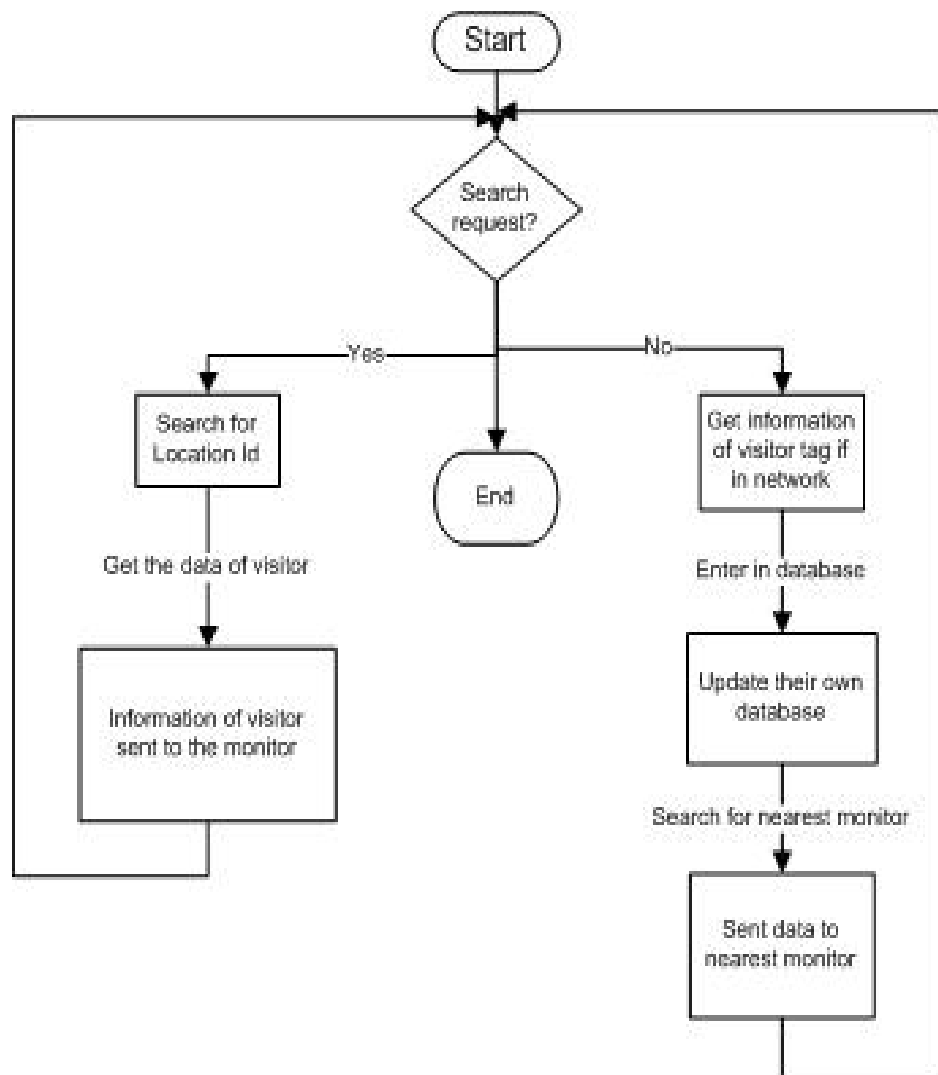 Start
Search
request?
Yes
No
Search for
Location Id
Get information
of visitor tag if
in network
End
Get the data of visitor
Enter in database
Information of visitor
sent to the monitor
Update their own
database
Search for nearest monitor
Sent data to
nearest monitor